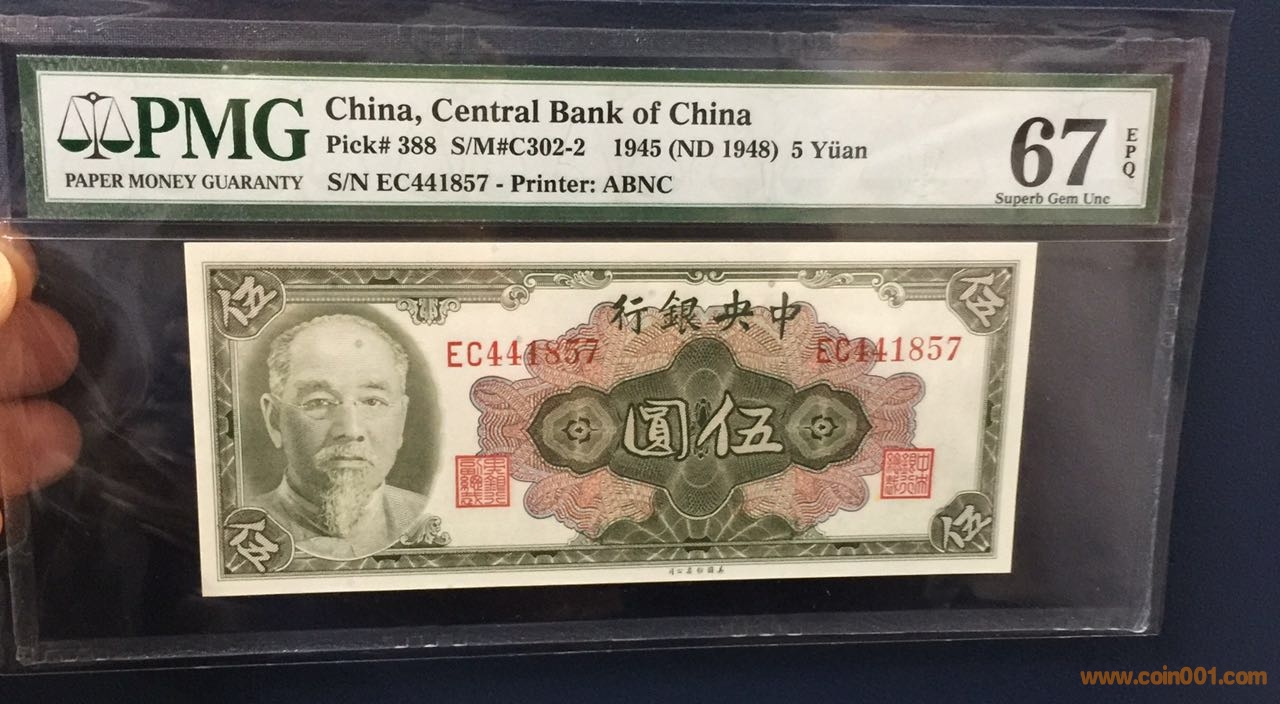 PMG
PAPER MONEY GUARANTY
China, Central Bank of China
Pick# 388 S/M#C302-2 1945 (ND 1948) 5 Yüan
S/N EC441857 - Printer: ABNC
67
EPQ
Superb Gem Unc
伍
伍
行銀央中
EC441857
EC441857
圓伍
伍
伍
www.coin001.com